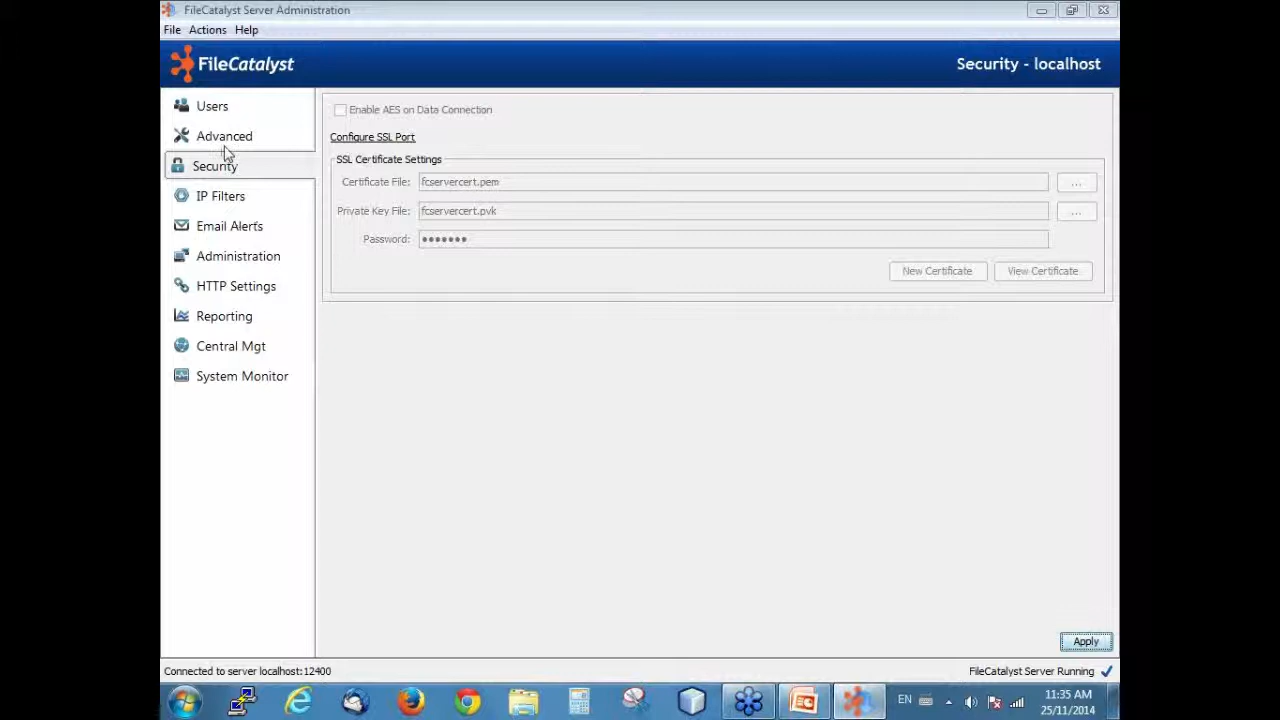 FileCatalyst Server Administration
File Actions Help
FileCatalyst
Security - localhost
Users
Advanced
Security
IP Filters
Email Alerts
Administration
HTTP Settings
Reporting
Central Mgt
System Monitor
Enable AES on Data Connection
Configure SSL Port
SSL Certificate Settings
Certificate File: fcservercert.pem ...
Private Key File: fcservercert.pvk ...
Password: •••••••
New Certificate View Certificate
Apply
Connected to server localhost:12400
FileCatalyst Server Running
EN
11:35 AM
25/11/2014